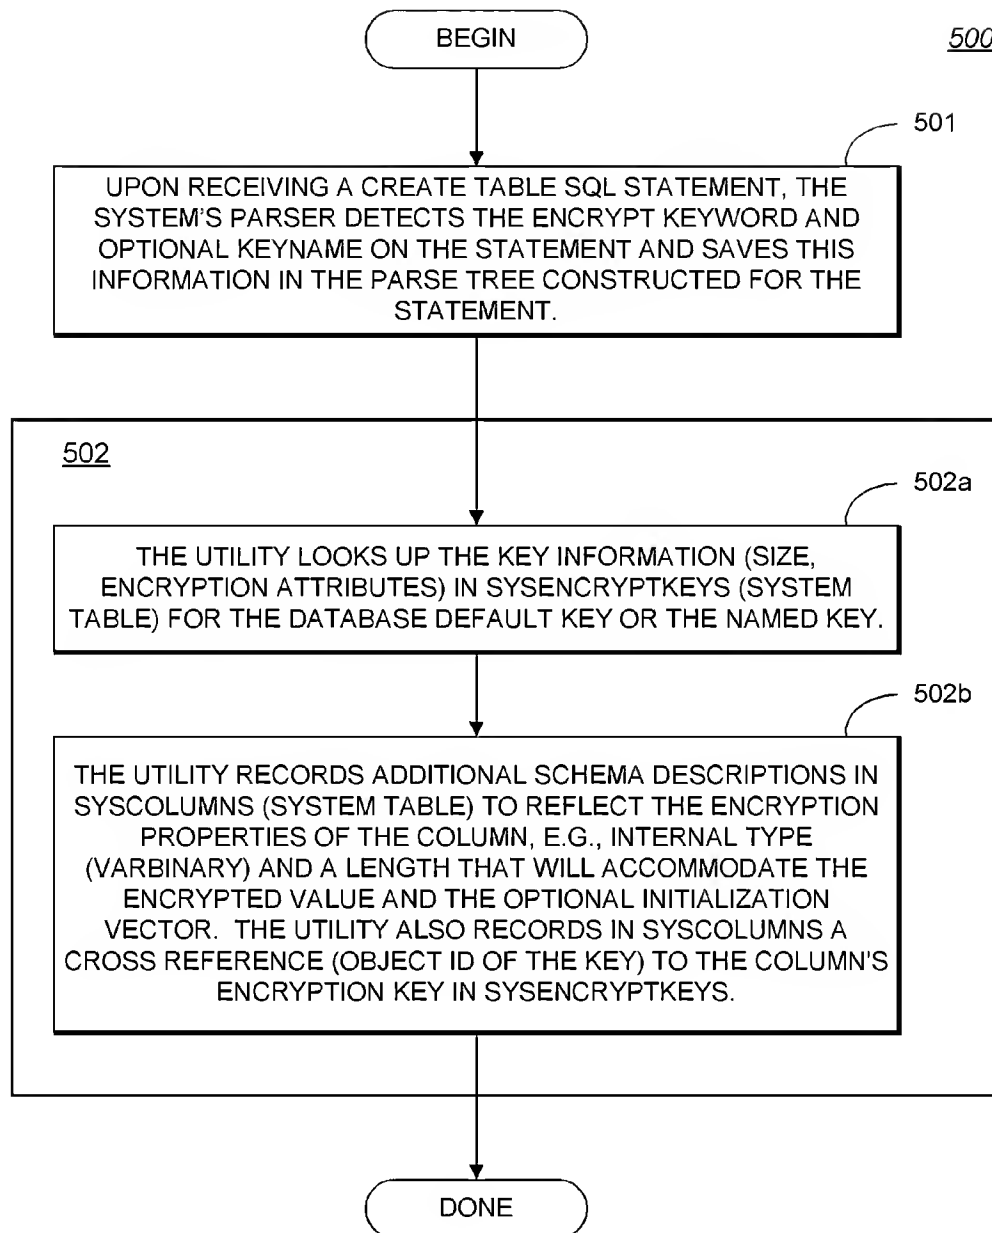 BEGIN
500
501
UPON RECEIVING A CREATE TABLE SQL STATEMENT, THE
SYSTEM'S PARSER DETECTS THE ENCRYPT KEYWORD AND
OPTIONAL KEYNAME ON THE STATEMENT AND SAVES THIS
INFORMATION IN THE PARSE TREE CONSTRUCTED FOR THE
STATEMENT.
502
502a
THE UTILITY LOOKS UP THE KEY INFORMATION (SIZE,
ENCRYPTION ATTRIBUTES) IN SYSENCRYPTKEYS (SYSTEM
TABLE) FOR THE DATABASE DEFAULT KEY OR THE NAMED KEY.
502b
THE UTILITY RECORDS ADDITIONAL SCHEMA DESCRIPTIONS IN
SYSCOLUMNS (SYSTEM TABLE) TO REFLECT THE ENCRYPTION
PROPERTIES OF THE COLUMN, E.G., INTERNAL TYPE
(VARBINARY) AND A LENGTH THAT WILL ACCOMMODATE THE
ENCRYPTED VALUE AND THE OPTIONAL INITIALIZATION
VECTOR. THE UTILITY ALSO RECORDS IN SYSCOLUMNS A
CROSS REFERENCE (OBJECT ID OF THE KEY) TO THE COLUMN'S
ENCRYPTION KEY IN SYSENCRYPTKEYS.
DONE